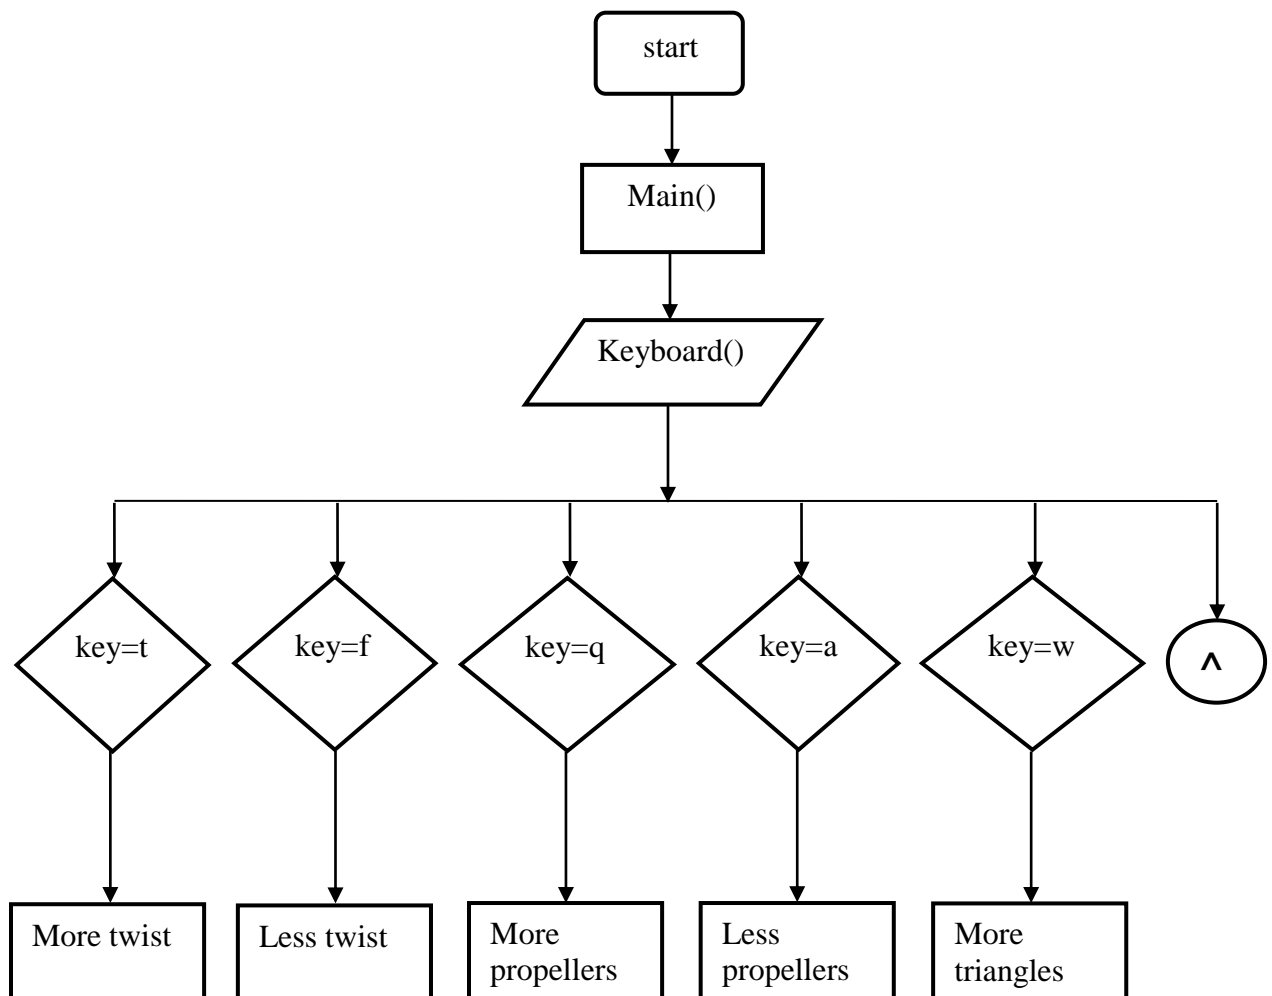 start
Main()
Keyboard()
key=t
key=f
key=q
key=a
key=w
^
More twist
Less twist
More
propellers
Less
propellers
More
triangles